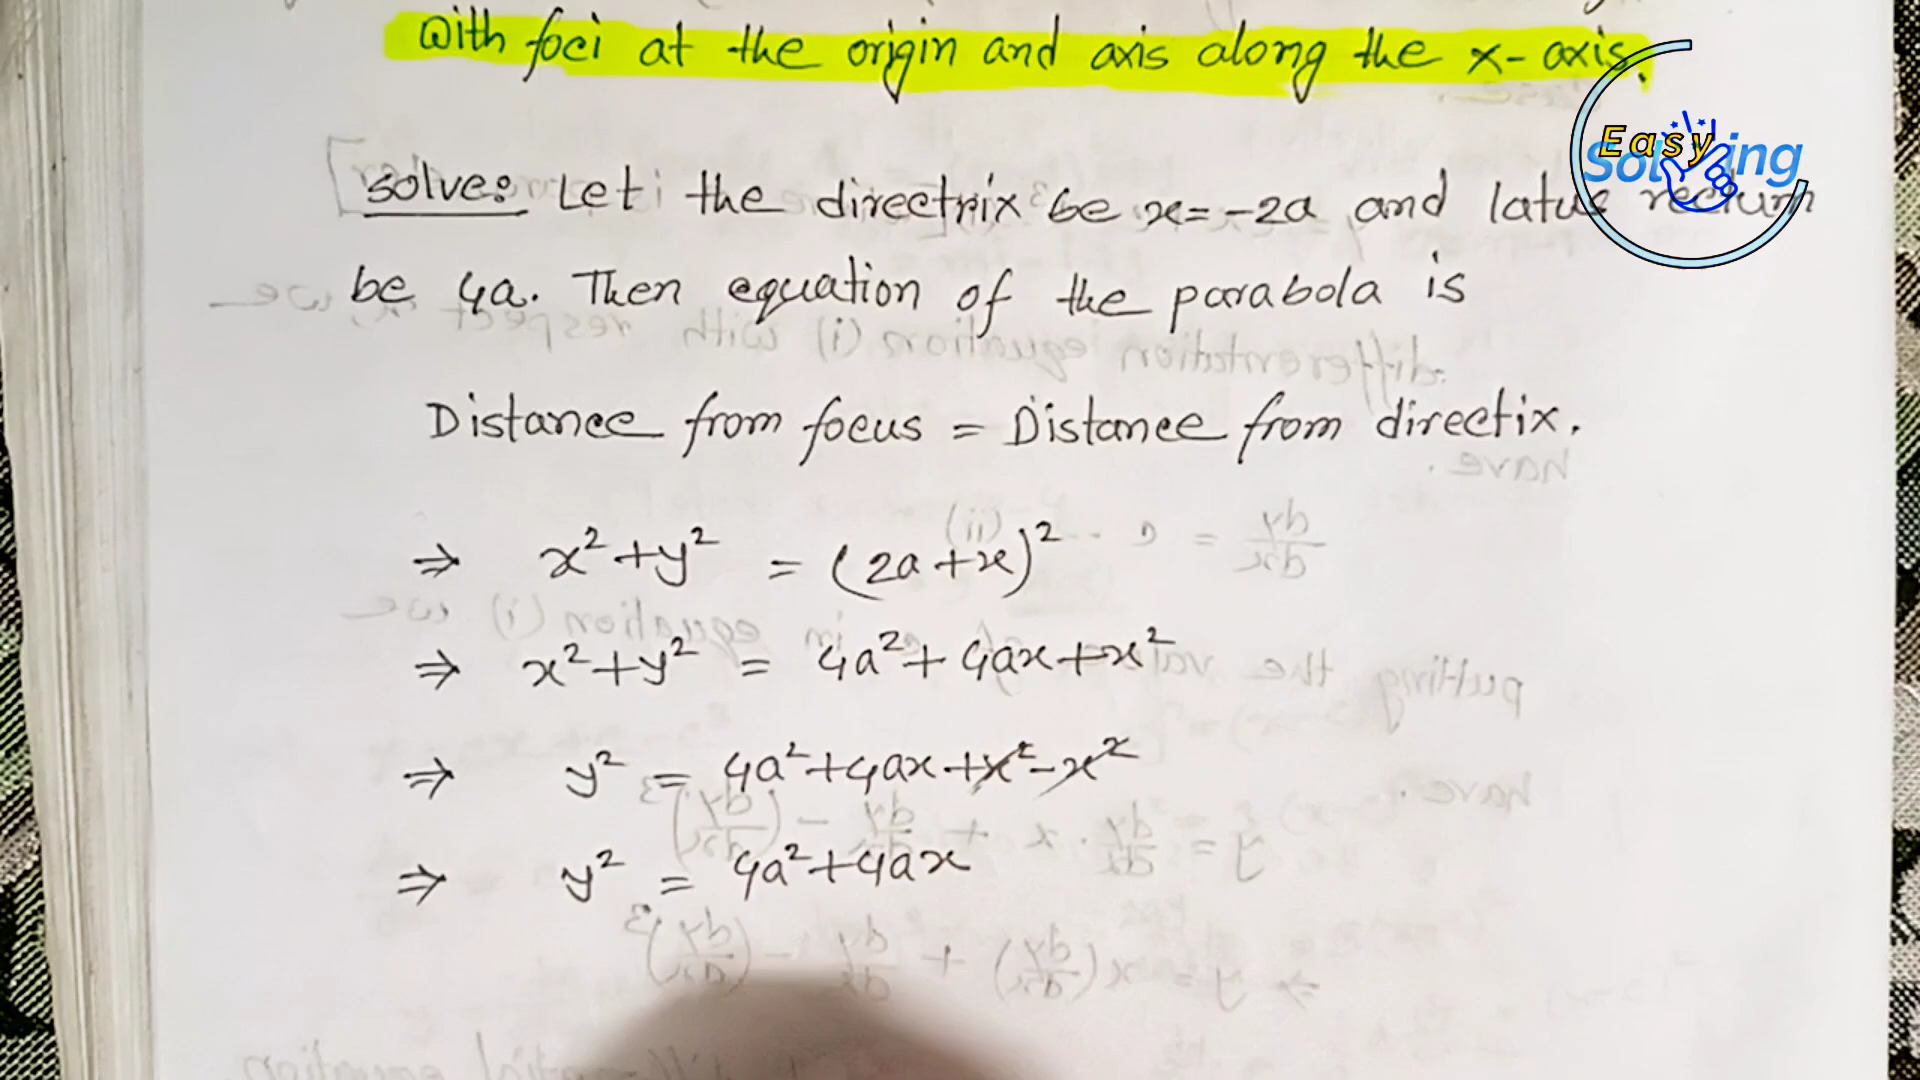 with foci at the origin and axis along the x-axis.
Easy
Solving
solve: Let the directrix be x=-2a and latus rectum
be 4a. Then equation of the parabola is
Distance from focus = Distance from directix.
⇒ x²+y² = (2a+x)²
⇒ x²+y² = 4a²+4ax+x²
⇒ y² = 4a²+4ax+x²-x²
⇒ y² = 4a²+4ax